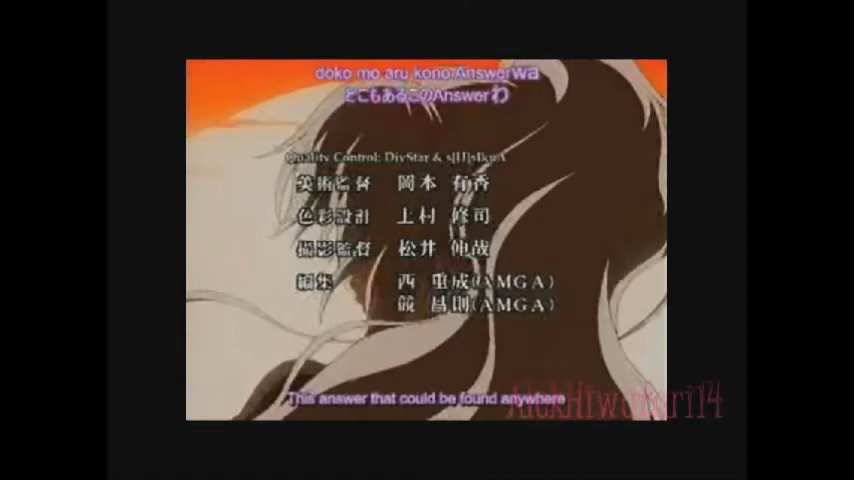 doko mo aru kono Answer wa
どこもあるこのAnswer わ
Quality Control: DivStar &
美術監督 岡本 有香
色彩設計 上村 修司
撮影監督 松井 伸哉
編集 西 重成(AMGA)
競 昌則(AMGA)
This answer that could be found anywhere